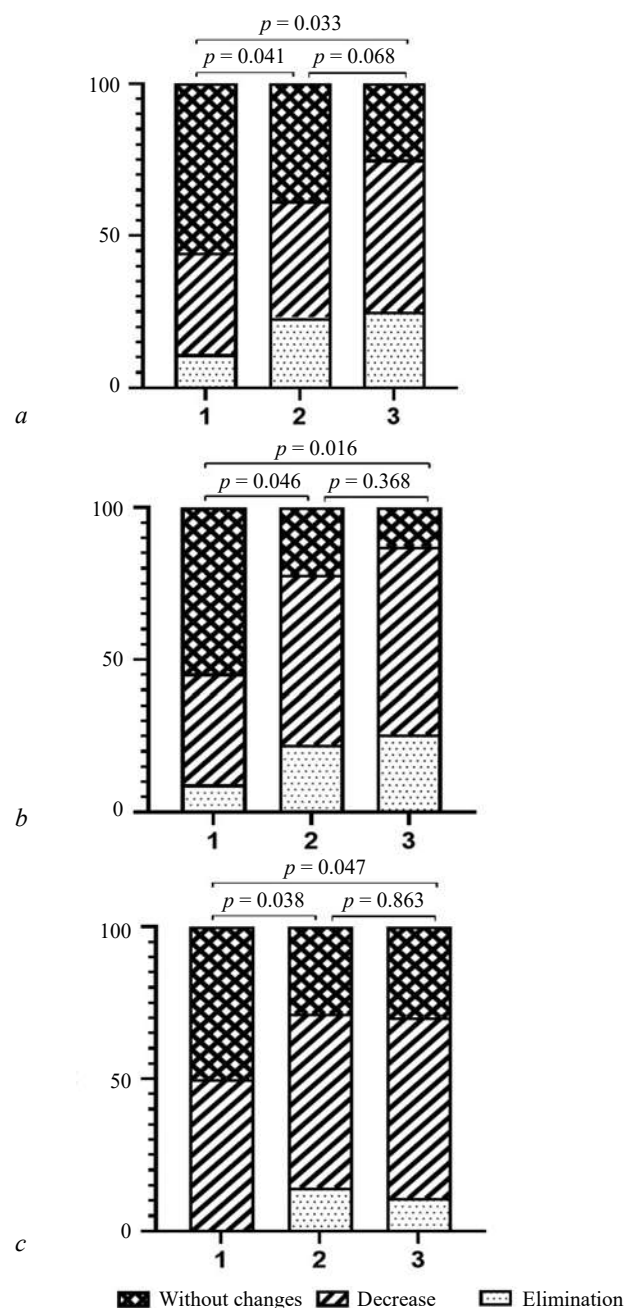 p = 0.033
p = 0.041 p = 0.068
100
50
0
1 2 3
a
p = 0.016
p = 0.046 p = 0.368
100
50
0
1 2 3
b
p = 0.047
p = 0.038 p = 0.863
100
50
0
1 2 3
c
Without changes Decrease Elimination